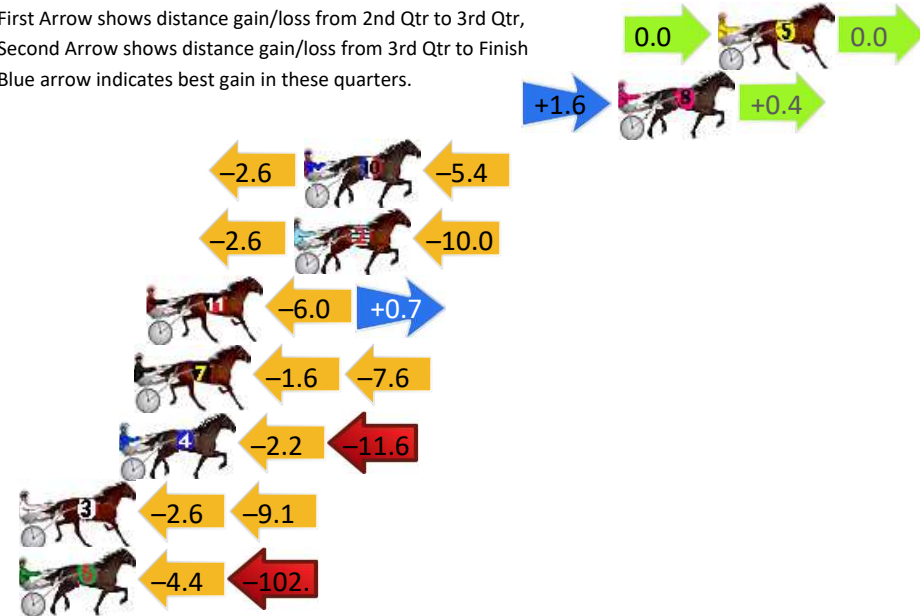 First Arrow shows distance gain/loss from 2nd Qtr to 3rd Qtr,
Second Arrow shows distance gain/loss from 3rd Qtr to Finish
Blue arrow indicates best gain in these quarters.
0.0 5 0.0
+1.6 8 +0.4
–2.6 10 –5.4
–2.6 –10.0
11 –6.0 +0.7
7 –1.6 –7.6
4 –2.2 –11.6
3 –2.6 –9.1
–4.4 –102.